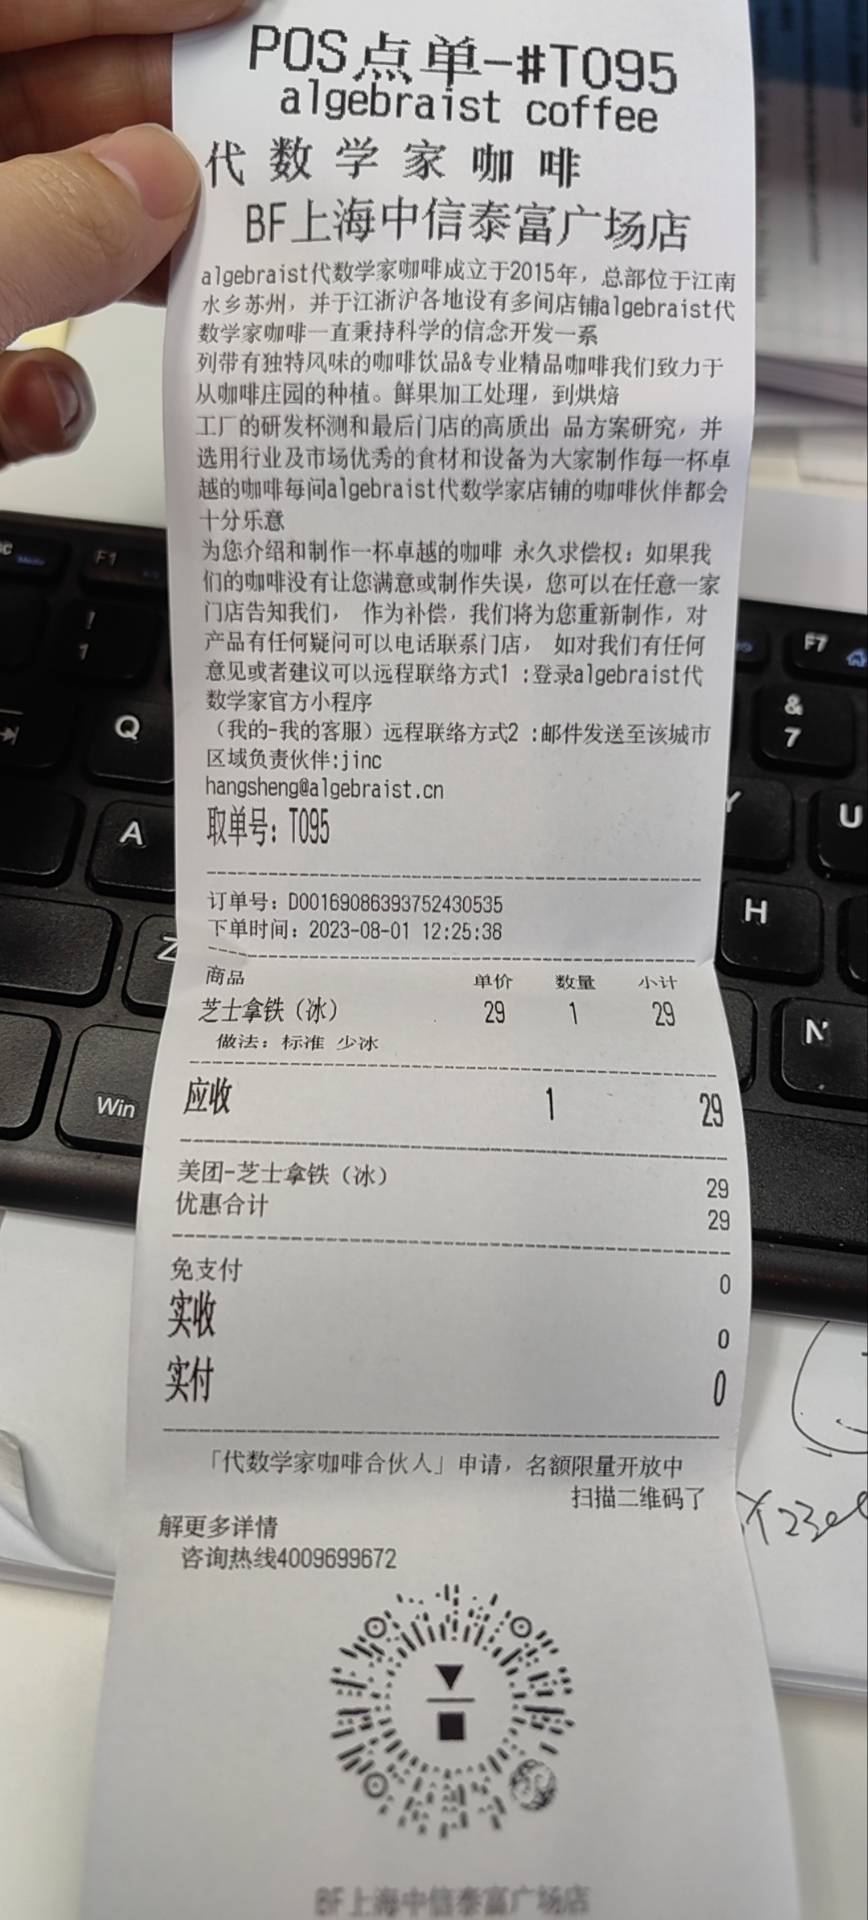 POS点单-#T095
algebraist coffee
代数学家咖啡
BF上海中信泰富广场店
algebraist代数学家咖啡成立于2015年，总部位于江南
水乡苏州，并于江浙沪各地设有多间店铺algebraist代
数学家咖啡一直秉持科学的信念开发一系
列带有独特风味的咖啡饮品&专业精品咖啡我们致力于
从咖啡庄园的种植。鲜果加工处理，到烘焙
工厂的研发杯测和最后门店的高质出 品方案研究，并
选用行业及市场优秀的食材和设备为大家制作每一杯卓
越的咖啡每间algebraist代数学家店铺的咖啡伙伴都会
十分乐意
为您介绍和制作一杯卓越的咖啡 永久求偿权：如果我
们的咖啡没有让您满意或制作失误，您可以在任意一家
门店告知我们， 作为补偿，我们将为您重新制作，对
产品有任何疑问可以电话联系门店， 如对我们有任何
意见或者建议可以远程联络方式1 :登录algebraist代
数学家官方小程序
（我的-我的客服）远程联络方式2 :邮件发送至该城市
区域负责伙伴:jinc
hangsheng@algebraist.cn
取单号：T095
订单号：D00169086393752430535
下单时间：2023-08-01 12:25:38
商品 单价 数量 小计
芝士拿铁（冰） 29 1 29
做法：标准 少冰
应收 1 29
美团-芝士拿铁（冰） 29
优惠合计 29
免支付 0
实收 0
实付 0
「代数学家咖啡合伙人」申请，名额限量开放中
扫描二维码了
解更多详情
咨询热线4009699672
BF上海中信泰富广场店
F1
F7
!
1
&
7
Q
A
Z
Win
Y
U
H
N